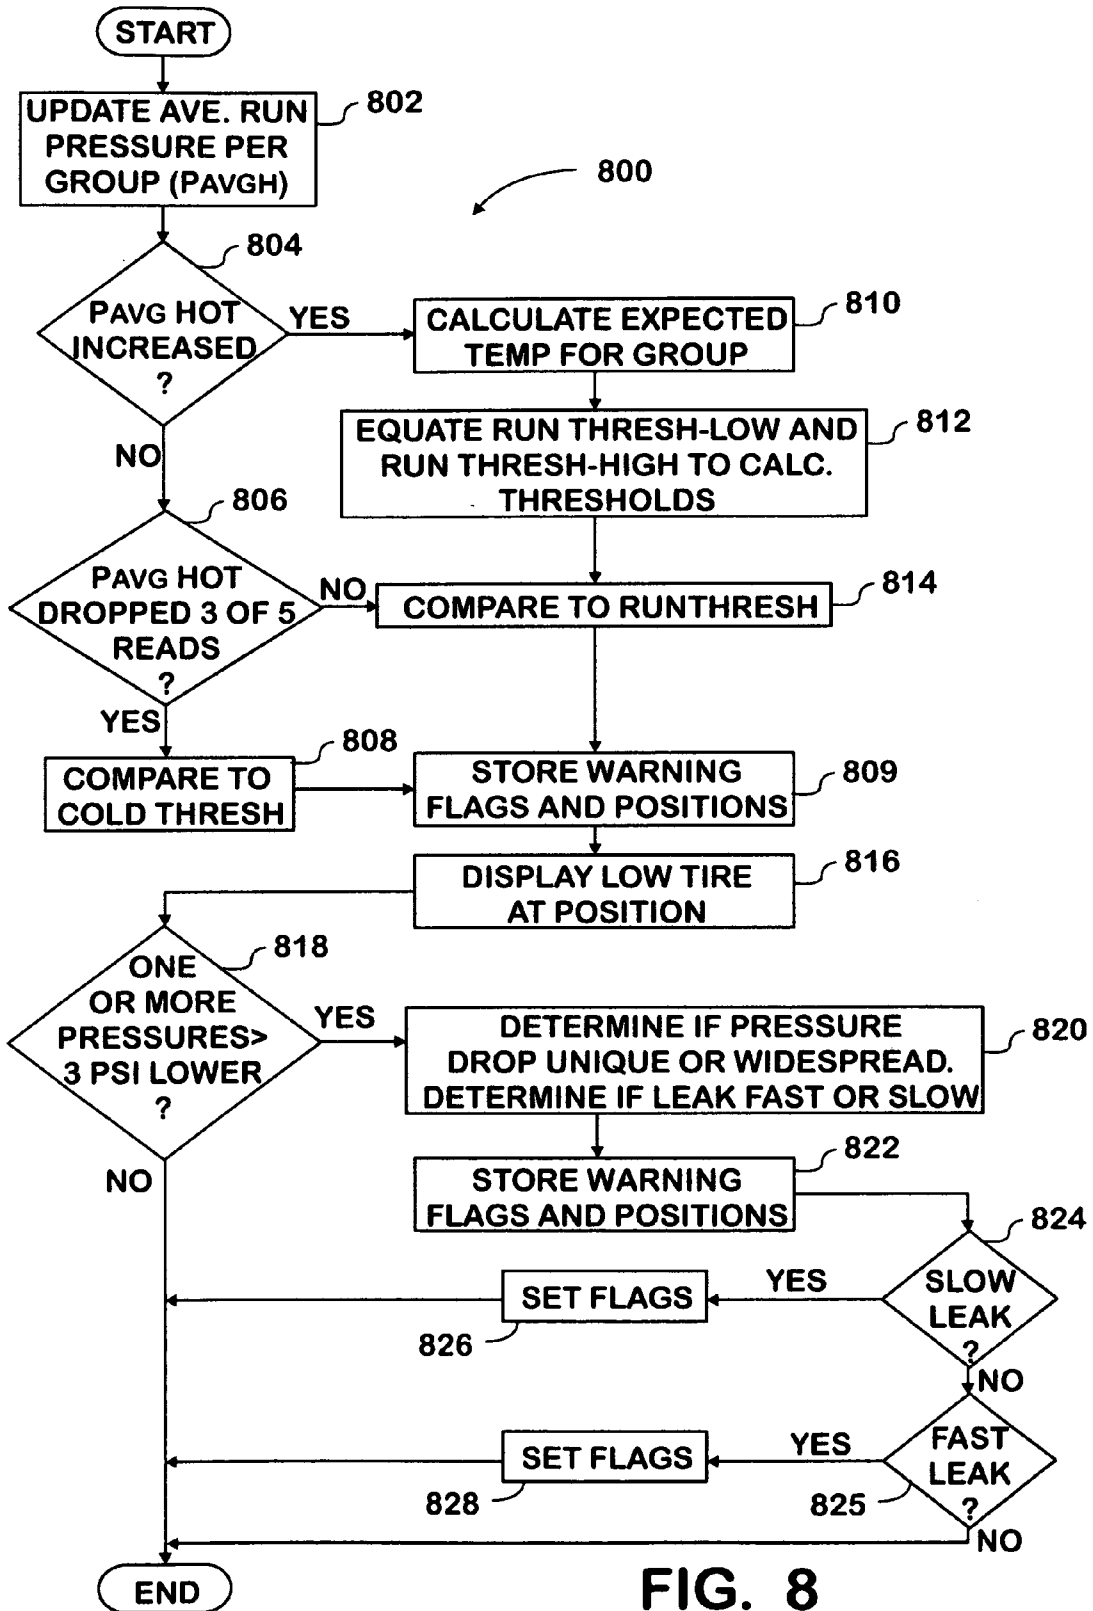 START
UPDATE AVE. RUN
PRESSURE PER
GROUP (PAVGH)
802
800
804
PAVG HOT
INCREASED
?
YES
CALCULATE EXPECTED
TEMP FOR GROUP
810
EQUATE RUN THRESH-LOW AND
RUN THRESH-HIGH TO CALC.
THRESHOLDS
812
NO
806
PAVG HOT
DROPPED 3 OF 5
READS
?
NO
COMPARE TO RUNTHRESH
814
YES
COMPARE TO
COLD THRESH
808
STORE WARNING
FLAGS AND POSITIONS
809
DISPLAY LOW TIRE
AT POSITION
816
818
ONE
OR MORE
PRESSURES>
3 PSI LOWER
?
YES
DETERMINE IF PRESSURE
DROP UNIQUE OR WIDESPREAD.
DETERMINE IF LEAK FAST OR SLOW
820
NO
STORE WARNING
FLAGS AND POSITIONS
822
824
SLOW
LEAK
?
YES
SET FLAGS
826
NO
FAST
LEAK
?
825
YES
SET FLAGS
828
NO
END
FIG. 8